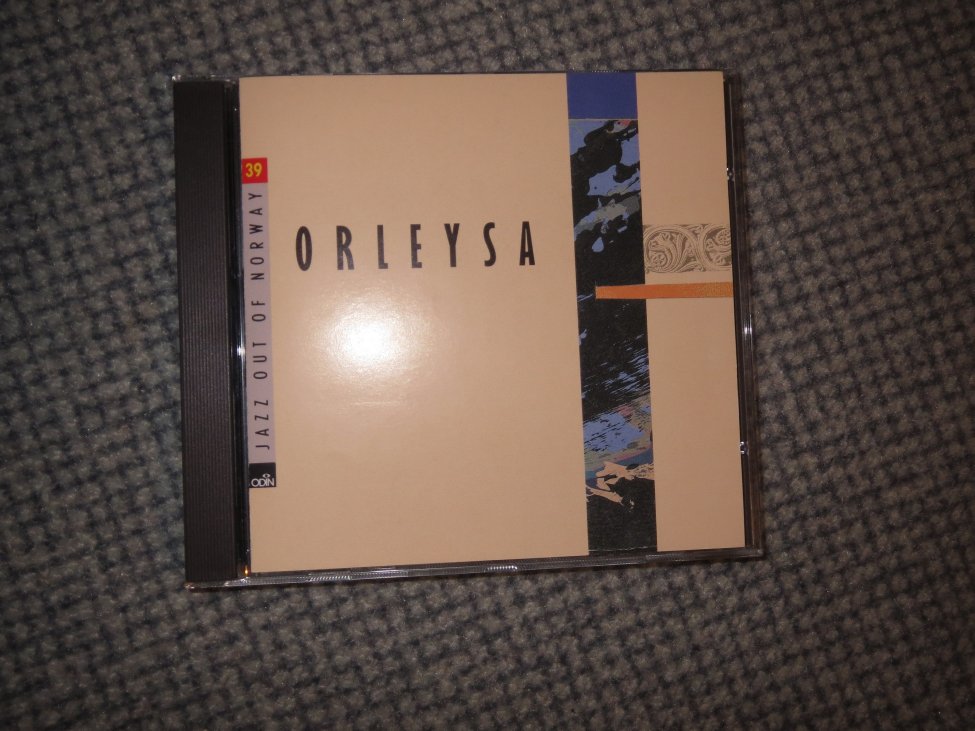 39
JAZZ OUT OF NORWAY
ODIN
ORLEYSA